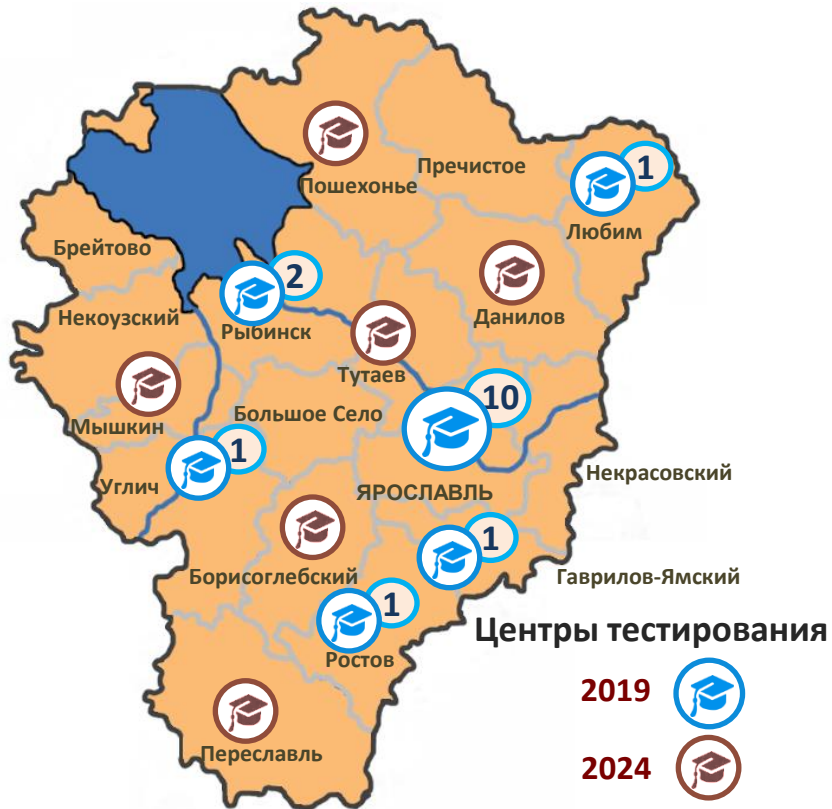 Пошехонье
Пречистое
1
Любим
Брейтово
2
Некоузский
Рыбинск
Данилов
Тутаев
10
Мышкин
Большое Село
1
Углич
Некрасовский
ЯРОСЛАВЛЬ
1
Борисоглебский
Гаврилов-Ямский
1
Ростов
Центры тестирования
2019
Переславль
2024